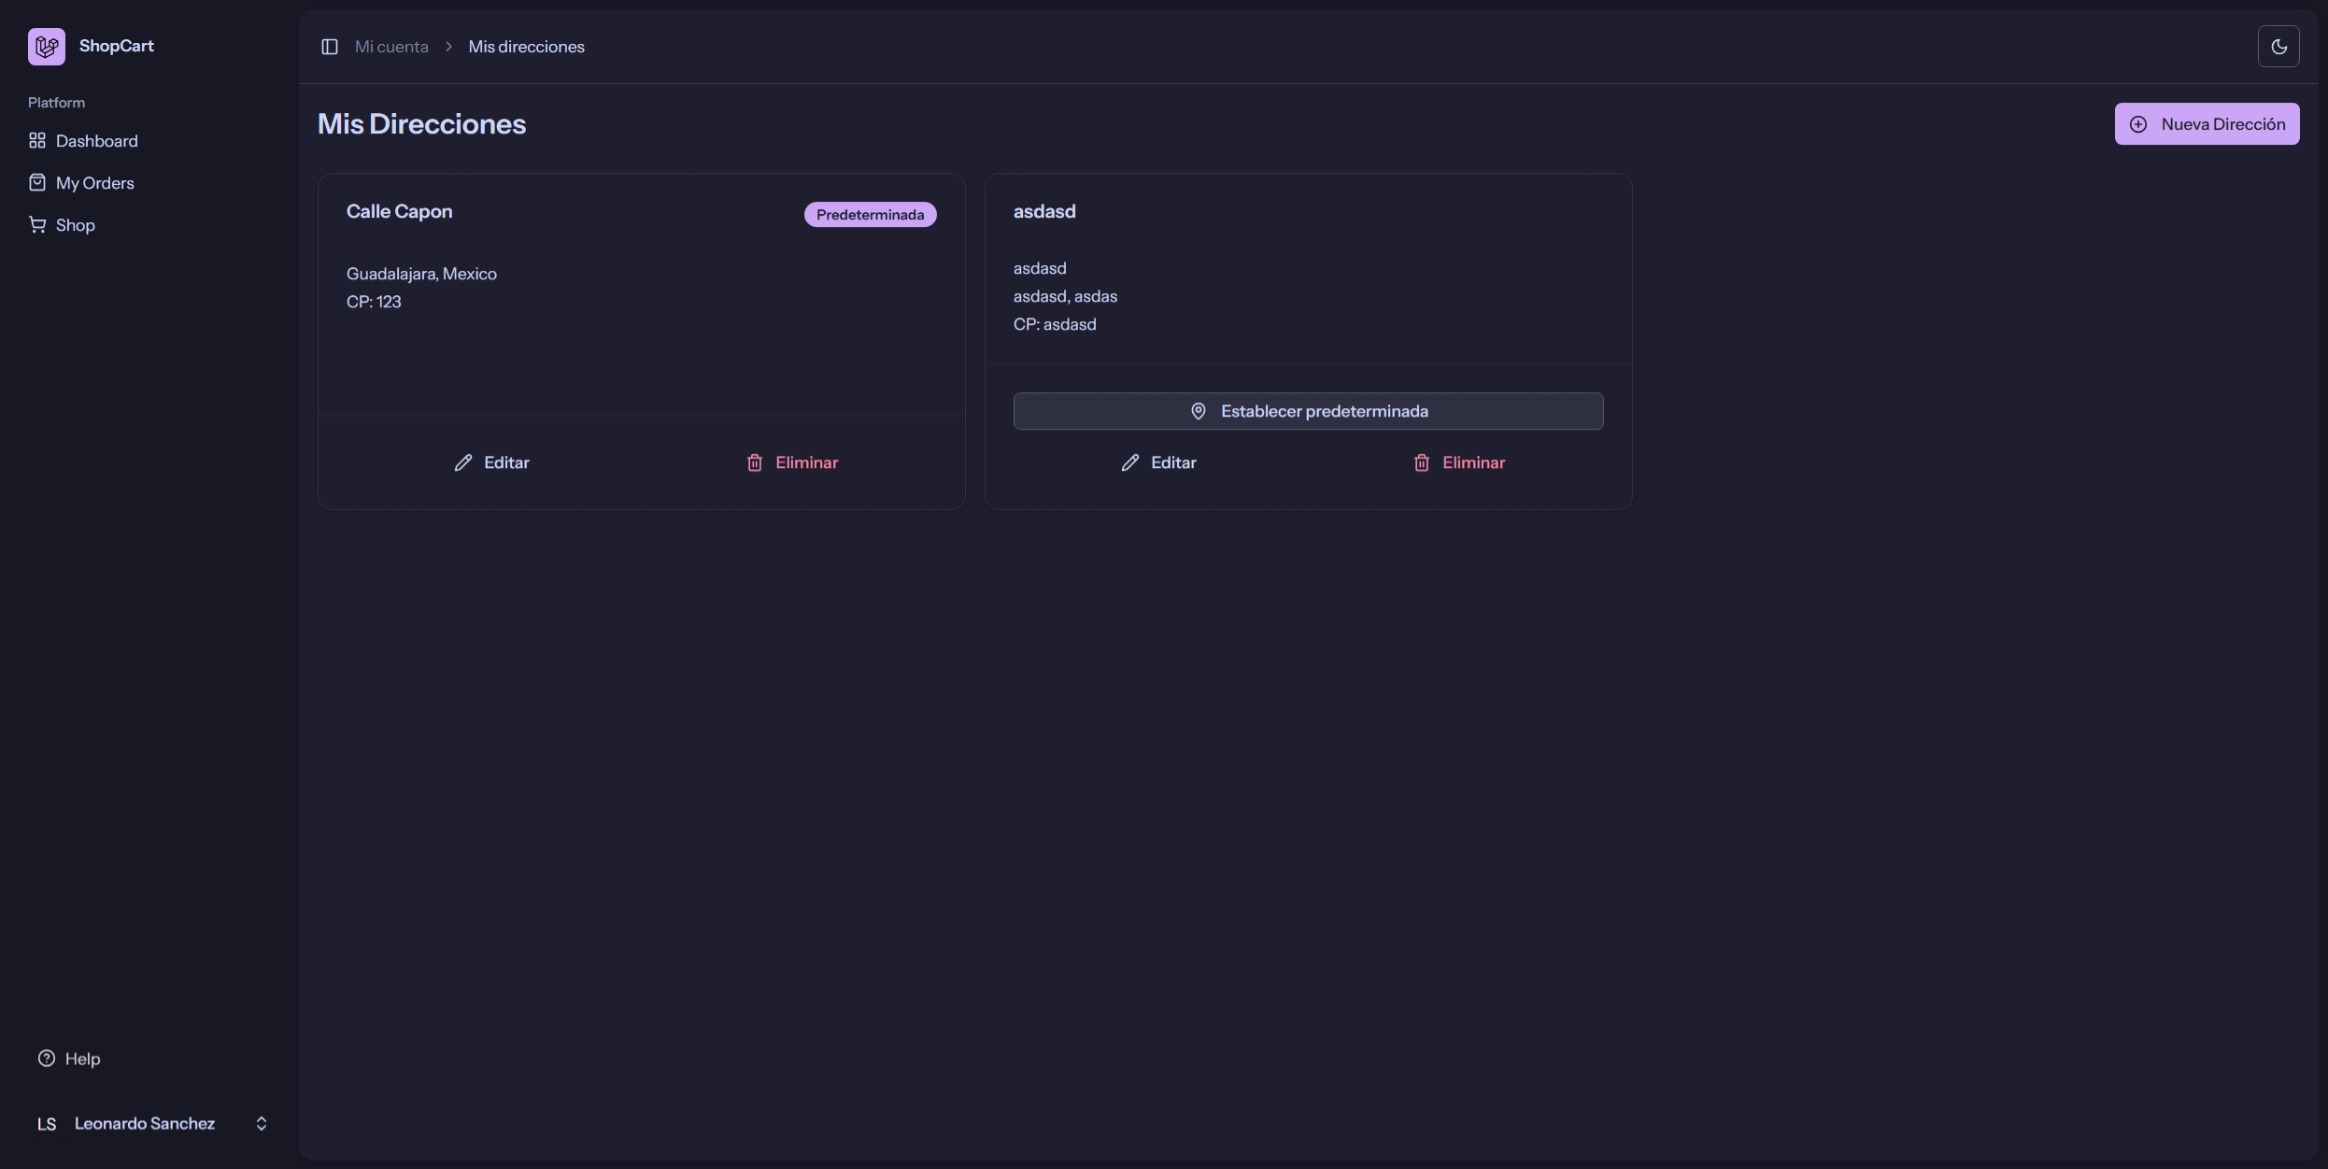 ShopCart
Platform
Dashboard
My Orders
Shop
Help
LS Leonardo Sanchez
Mi cuenta > Mis direcciones
Mis Direcciones
Nueva Dirección
Calle Capon
Predeterminada
Guadalajara, Mexico
CP: 123
Editar
Eliminar
asdasd
asdasd
asdasd, asdas
CP: asdasd
Establecer predeterminada
Editar
Eliminar